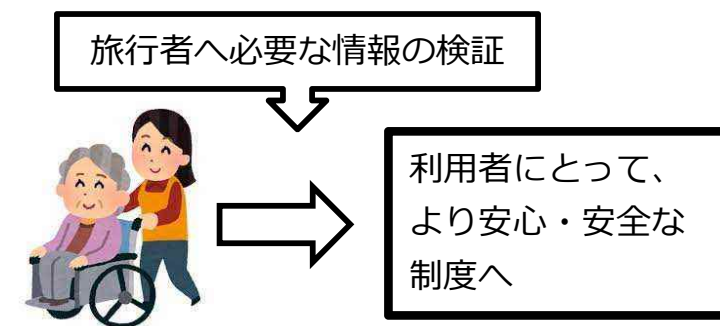 旅行者へ必要な情報の検証
利用者にとって、
より安心・安全な
制度へ